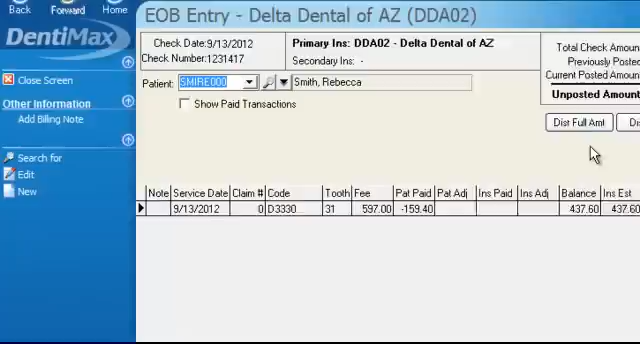 Back Forward Home
DentiMax
Close Screen
Other Information
Add Billing Note
Search for
Edit
New
EOB Entry - Delta Dental of AZ (DDA02)
Check Date:9/13/2012
Check Number:1231417
Primary Ins: DDA02 - Delta Dental of AZ
Secondary Ins: -
Total Check Amoun
Previously Posted
Current Posted Amount
Unposted Amount
Patient: SMIRE000 Smith, Rebecca
Show Paid Transactions
Dist Full Amt Di
Note Service Date Claim # Code Tooth Fee Pat Paid Pat Adj Ins Paid Ins Adj Balance Ins Est
9/13/2012 0 D3330 31 597.00 -159.40 437.60 437.60